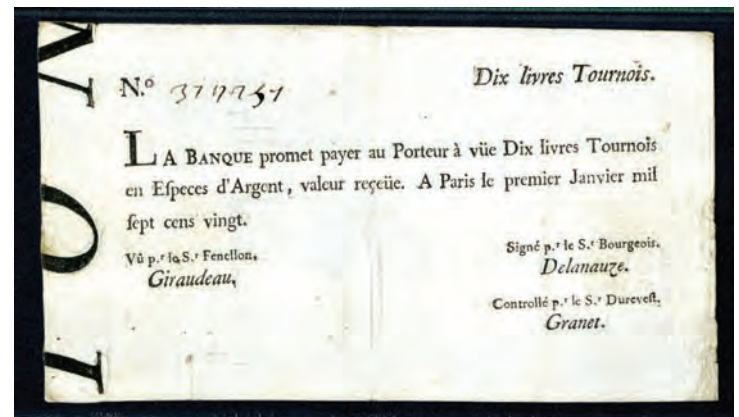 N.º
Dix livres Tournois.
LA BANQUE promet payer au Porteur à vûe Dix livres Tournois
en Eſpeces d'Argent, valeur reçeüe. A Paris le premier Janvier mil
ſept cens vingt.
Vû p.r le S.r Fenellon.
Giraudeau,
Signé p.r le S.r Bourgeois.
Delanauze.
Controllé p.r le S.r Dureveſt.
Granet.